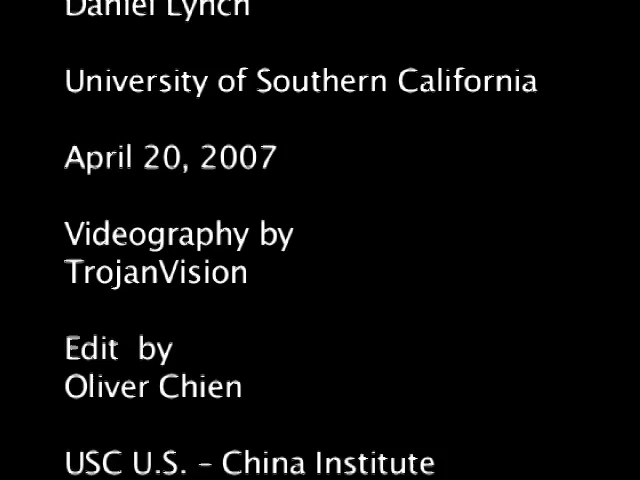 Daniel Lynch
University of Southern California
April 20, 2007
Videography by
TrojanVision
Edit by
Oliver Chien
USC U.S. – China Institute